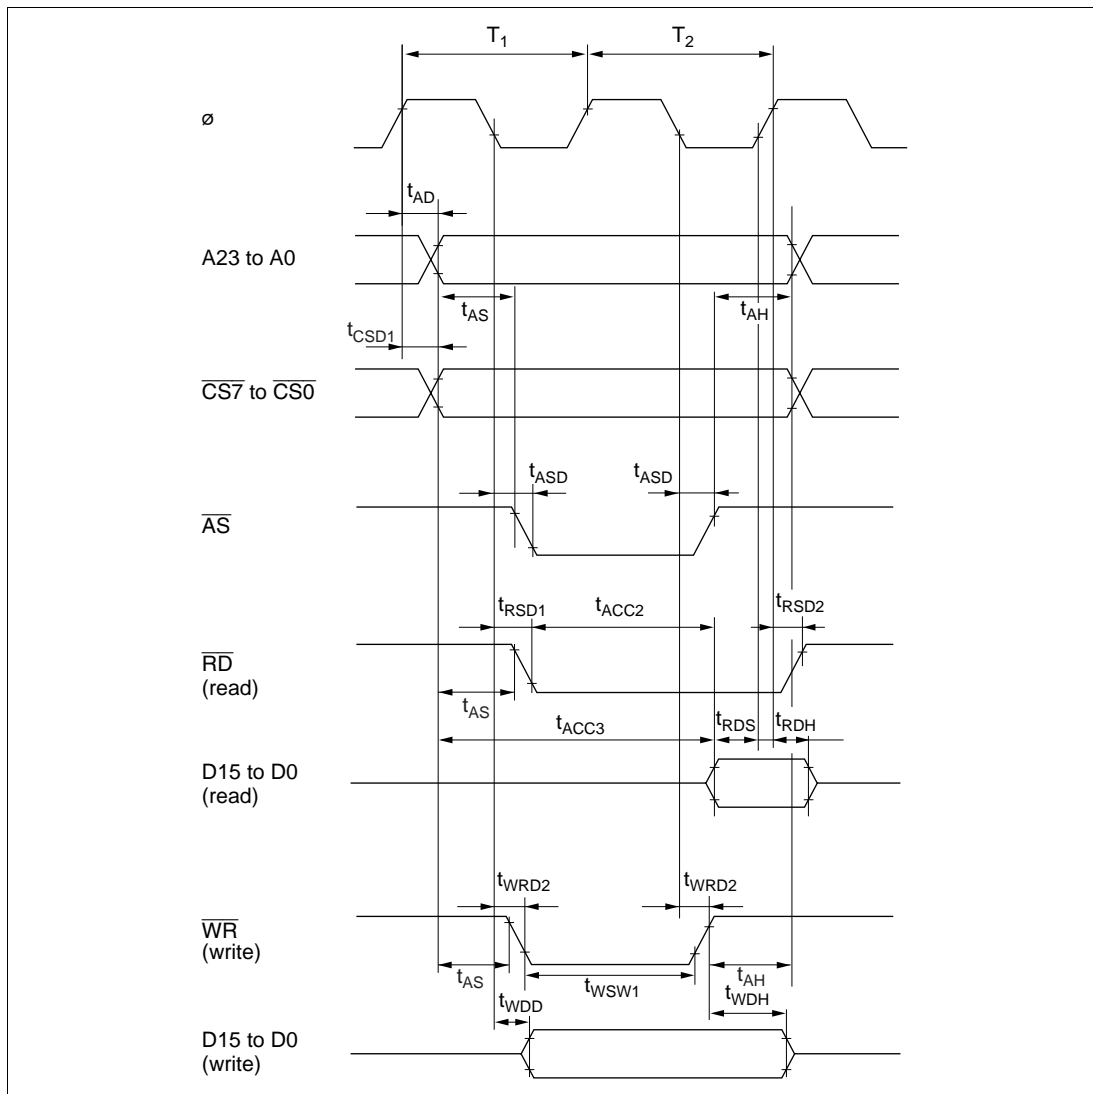 T1 T2
ø
tAD
A23 to A0
tAS tAH
tCSD1
CS7 to CS0
tASD tASD
AS
tRSD1 tACC2 tRSD2
RD
(read)
tAS
tACC3 tRDS tRDH
D15 to D0
(read)
tWRD2 tWRD2
WR
(write)
tAS tWSW1 tAH
tWDD tWDH
D15 to D0
(write)